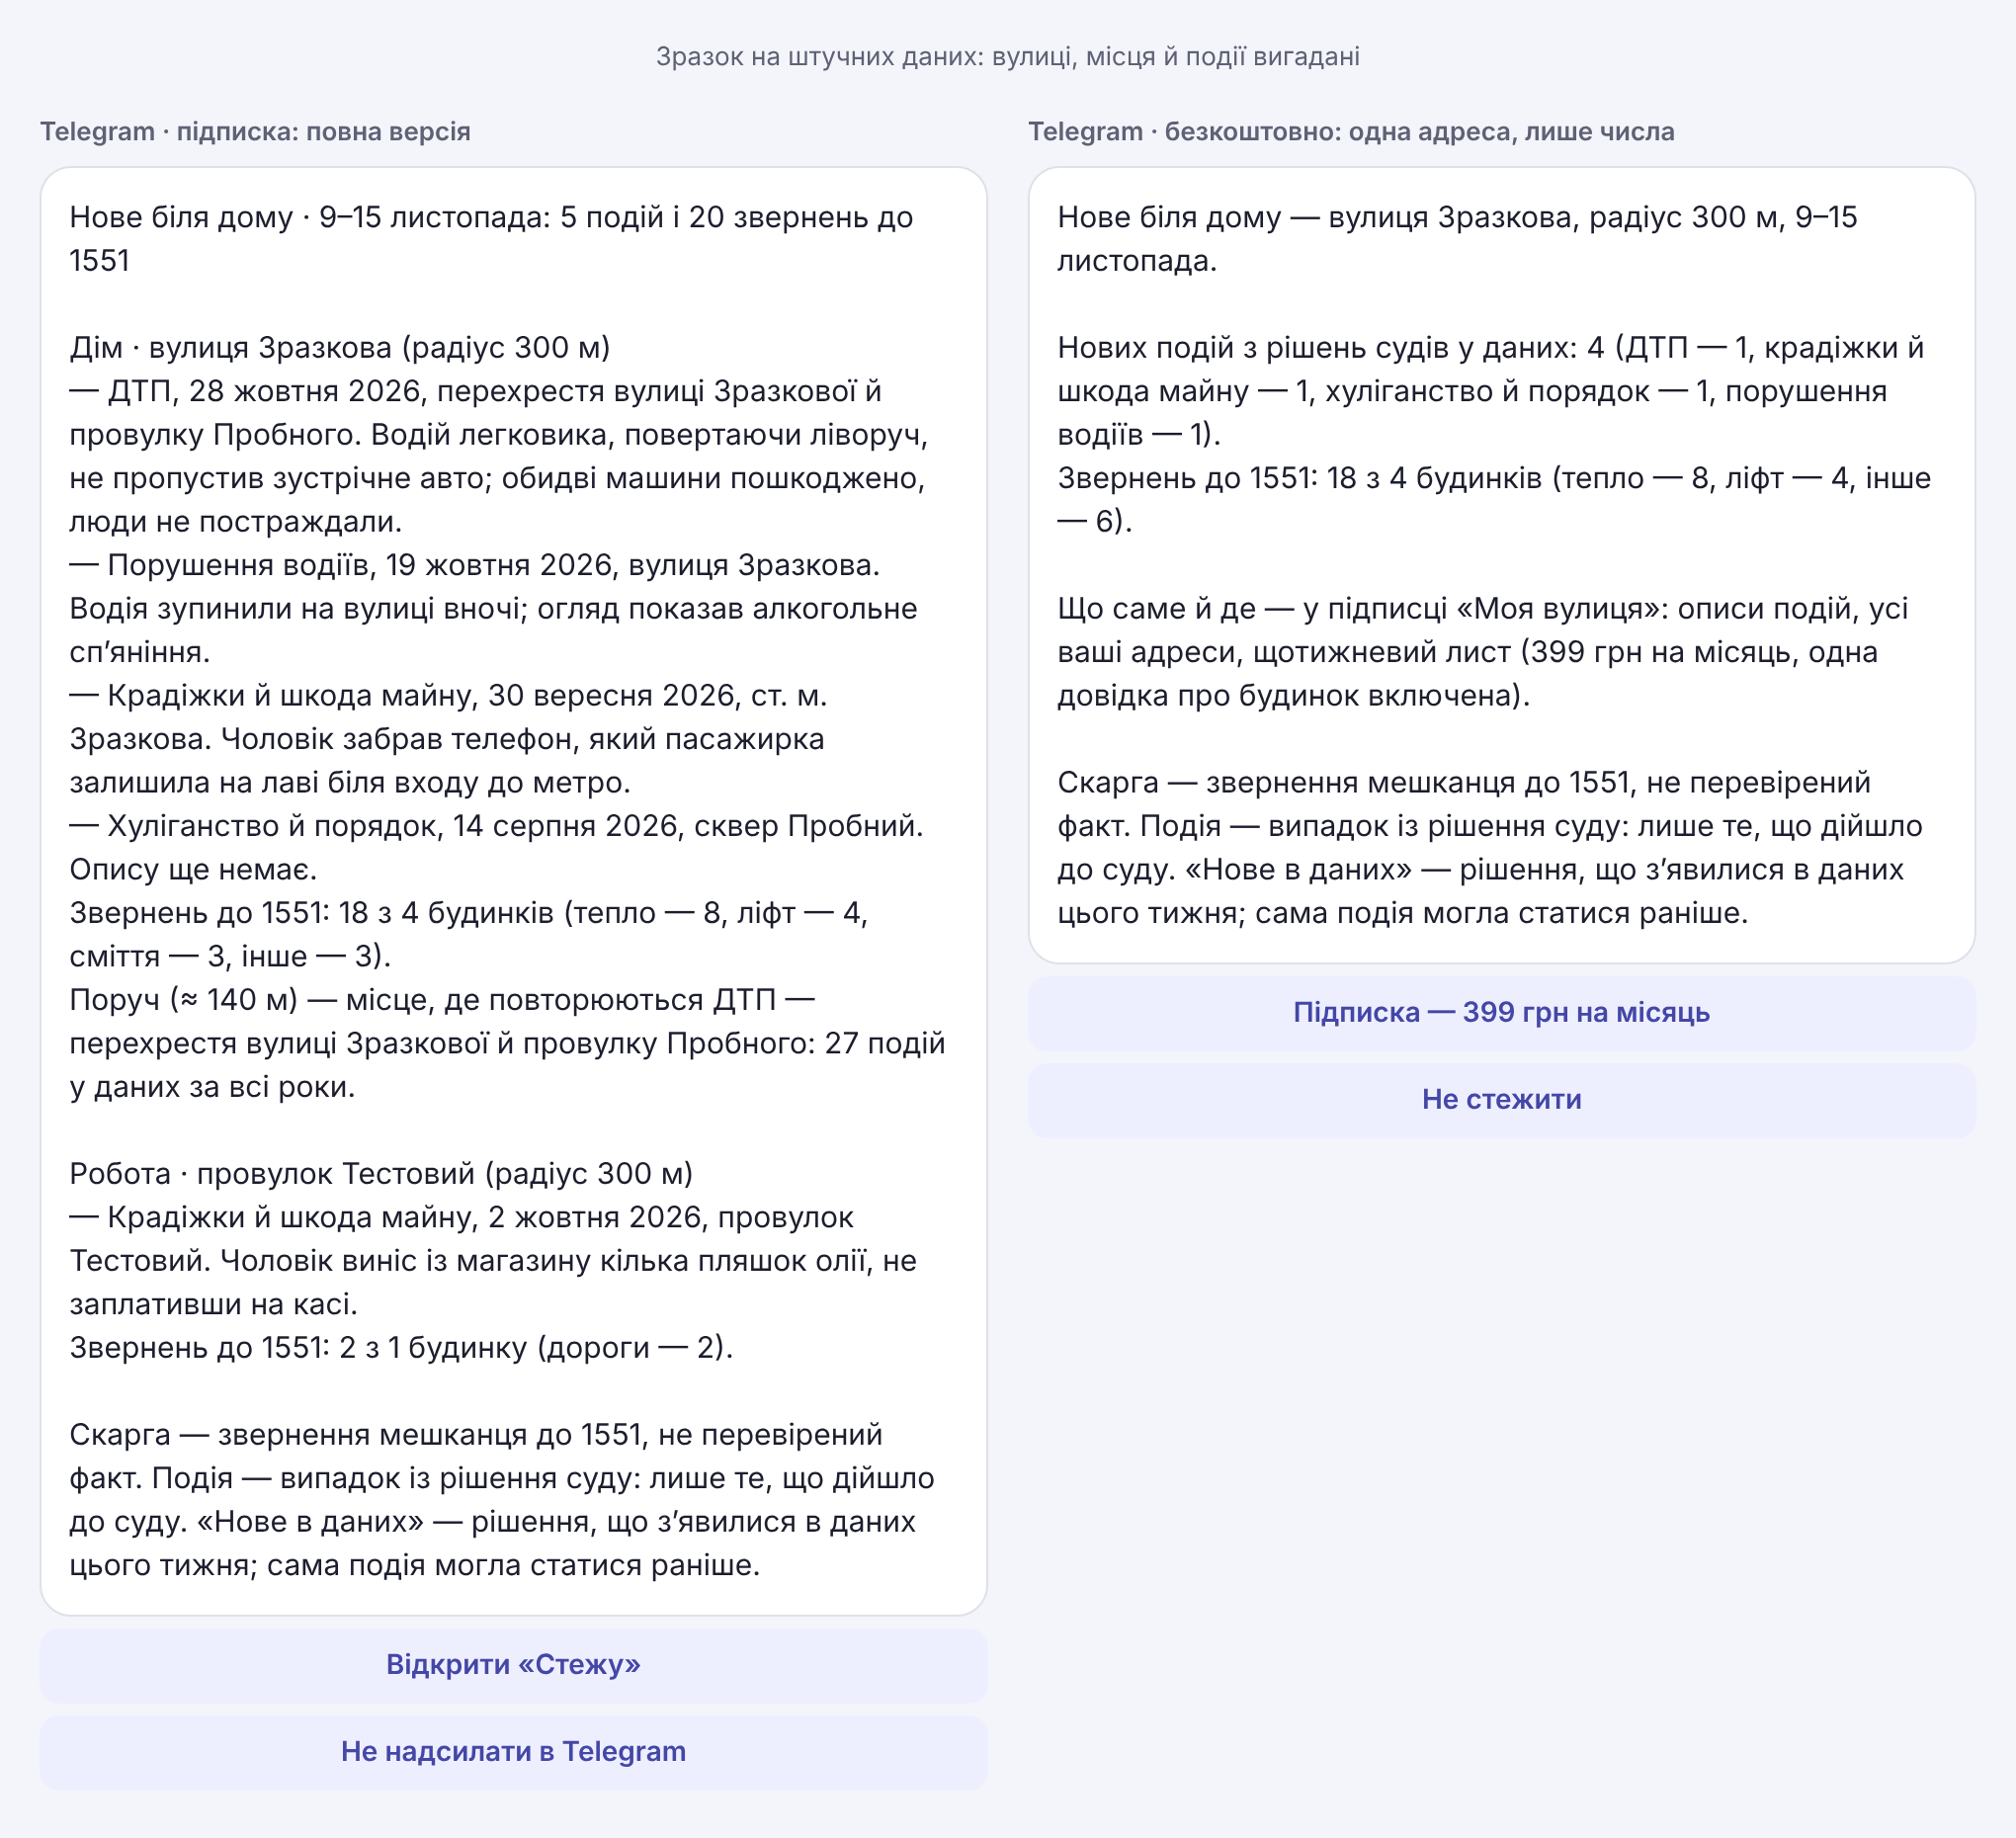 Зразок на штучних даних: вулиці, місця й події вигадані
Telegram · підписка: повна версія
Нове біля дому · 9–15 листопада: 5 подій і 20 звернень до
1551
Дім · вулиця Зразкова (радіус 300 м)
— ДТП, 28 жовтня 2026, перехрестя вулиці Зразкової й
провулку Пробного. Водій легковика, повертаючи ліворуч,
не пропустив зустрічне авто; обидві машини пошкоджено,
люди не постраждали.
— Порушення водіїв, 19 жовтня 2026, вулиця Зразкова.
Водія зупинили на вулиці вночі; огляд показав алкогольне
сп’яніння.
— Крадіжки й шкода майну, 30 вересня 2026, ст. м.
Зразкова. Чоловік забрав телефон, який пасажирка
залишила на лаві біля входу до метро.
— Хуліганство й порядок, 14 серпня 2026, сквер Пробний.
Опису ще немає.
Звернень до 1551: 18 з 4 будинків (тепло — 8, ліфт — 4,
сміття — 3, інше — 3).
Поруч (≈ 140 м) — місце, де повторюються ДТП —
перехрестя вулиці Зразкової й провулку Пробного: 27 подій
у даних за всі роки.
Робота · провулок Тестовий (радіус 300 м)
— Крадіжки й шкода майну, 2 жовтня 2026, провулок
Тестовий. Чоловік виніс із магазину кілька пляшок олії, не
заплативши на касі.
Звернень до 1551: 2 з 1 будинку (дороги — 2).
Скарга — звернення мешканця до 1551, не перевірений
факт. Подія — випадок із рішення суду: лише те, що дійшло
до суду. «Нове в даних» — рішення, що з’явилися в даних
цього тижня; сама подія могла статися раніше.
Відкрити «Стежу»
Не надсилати в Telegram
Telegram · безкоштовно: одна адреса, лише числа
Нове біля дому — вулиця Зразкова, радіус 300 м, 9–15
листопада.
Нових подій з рішень судів у даних: 4 (ДТП — 1, крадіжки й
шкода майну — 1, хуліганство й порядок — 1, порушення
водіїв — 1).
Звернень до 1551: 18 з 4 будинків (тепло — 8, ліфт — 4, інше
— 6).
Що саме й де — у підписці «Моя вулиця»: описи подій, усі
ваші адреси, щотижневий лист (399 грн на місяць, одна
довідка про будинок включена).
Скарга — звернення мешканця до 1551, не перевірений
факт. Подія — випадок із рішення суду: лише те, що дійшло
до суду. «Нове в даних» — рішення, що з’явилися в даних
цього тижня; сама подія могла статися раніше.
Підписка — 399 грн на місяць
Не стежити